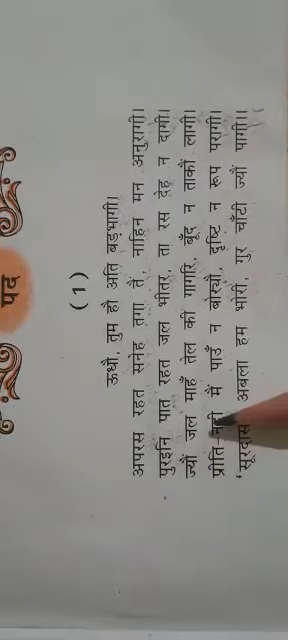 पद
(1)
ऊधौ, तुम हौ अति बड़भागी।
अपरस रहत सनेह तगा तैं, नाहिन मन अनुरागी।
पुरइनि पात रहत जल भीतर, ता रस देह न दागी।
ज्यौं जल माहँ तेल की गागरि, बूँद न ताकौं लागी।
प्रीति-नदी मैं पाउँ न बोरयौ, दृष्टि न रूप परागी।
'सूरदास' अबला हम भोरी, गुर चाँटी ज्यौं पागी।।